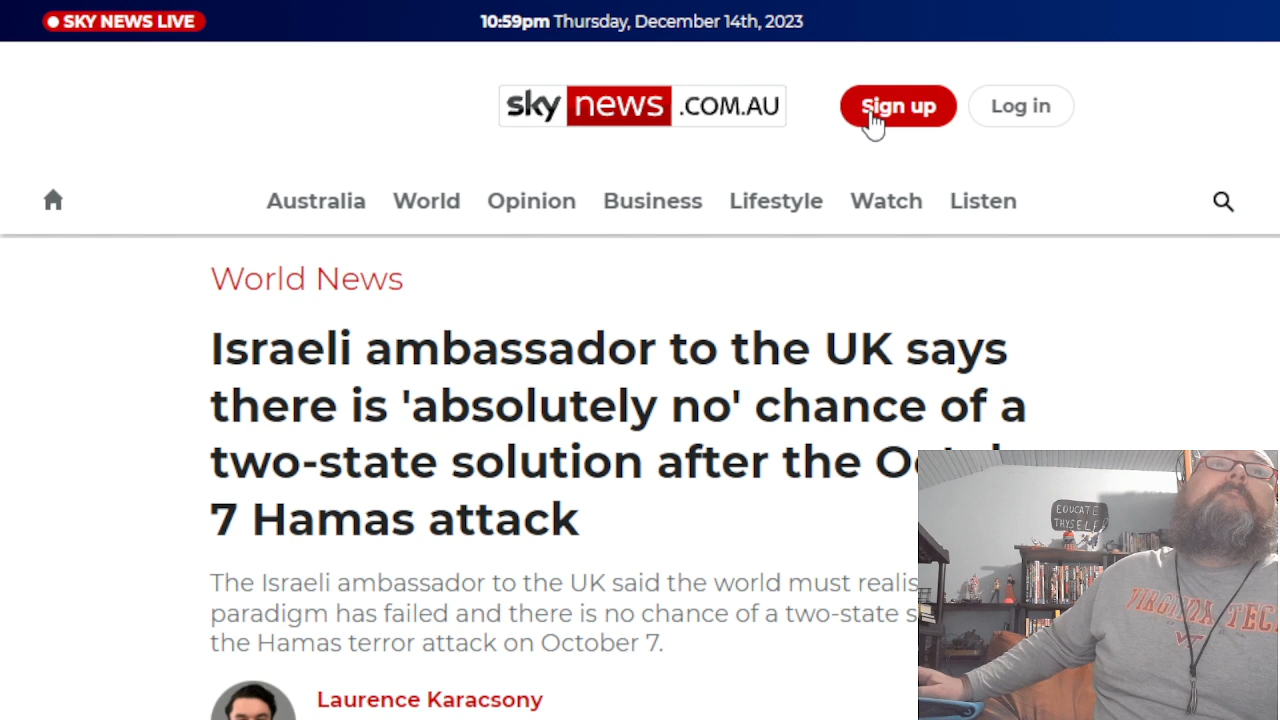 SKY NEWS LIVE
10:59pm Thursday, December 14th, 2023
sky news .COM.AU
Sign up
Log in
Australia World Opinion Business Lifestyle Watch Listen
World News
Israeli ambassador to the UK says
there is 'absolutely no' chance of a
two-state solution after the
7 Hamas attack
The Israeli ambassador to the UK said the world must
paradigm has failed and there is no chance of a two-state
the Hamas terror attack on October 7.
Laurence Karacsony
EDUCATE
THYSELF
VIRGINIA TECH
VT